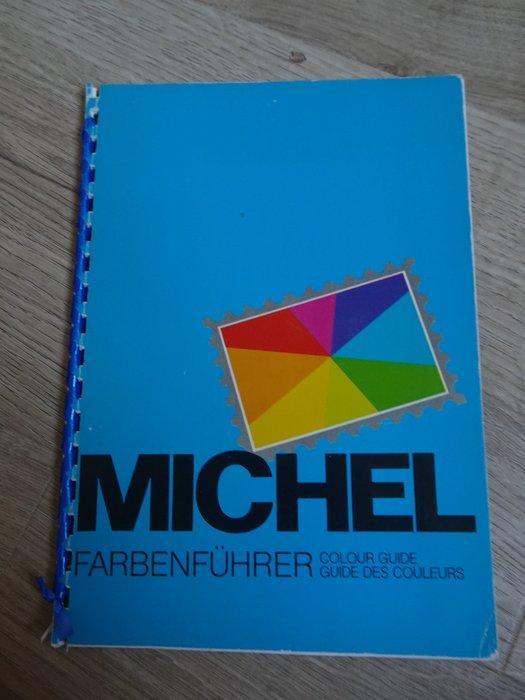 MICHEL
FARBENFÜHRER COLOUR GUIDE
GUIDE DES COULEURS